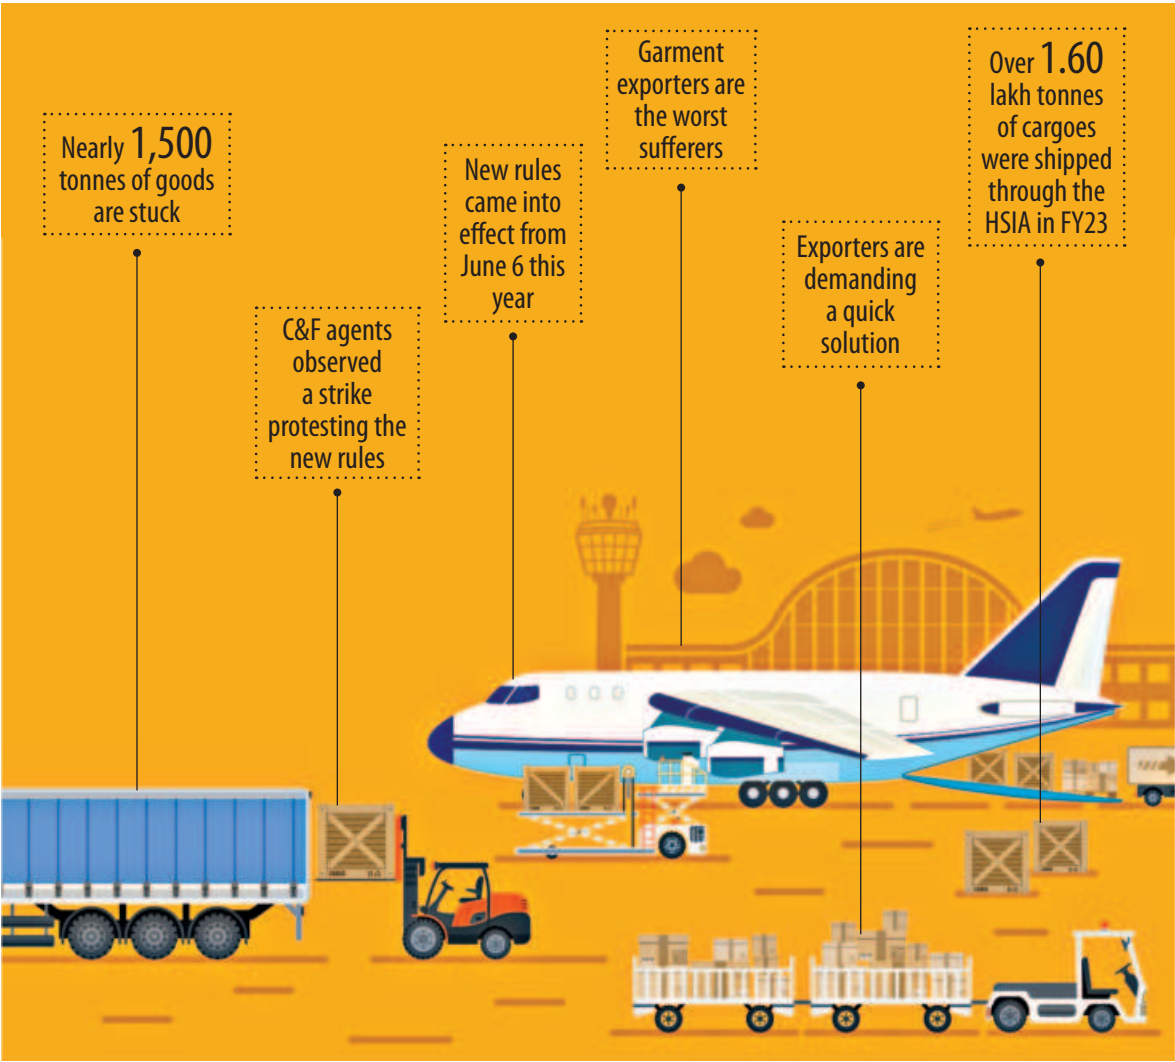 Nearly 1,500
tonnes of goods
are stuck
C&F agents
observed
a strike
protesting the
new rules
New rules
came into
effect from
June 6 this
year
Garment
exporters are
the worst
sufferers
Exporters are
demanding
a quick
solution
Over 1.60
lakh tonnes
of cargoes
were shipped
through the
HSIA in FY23